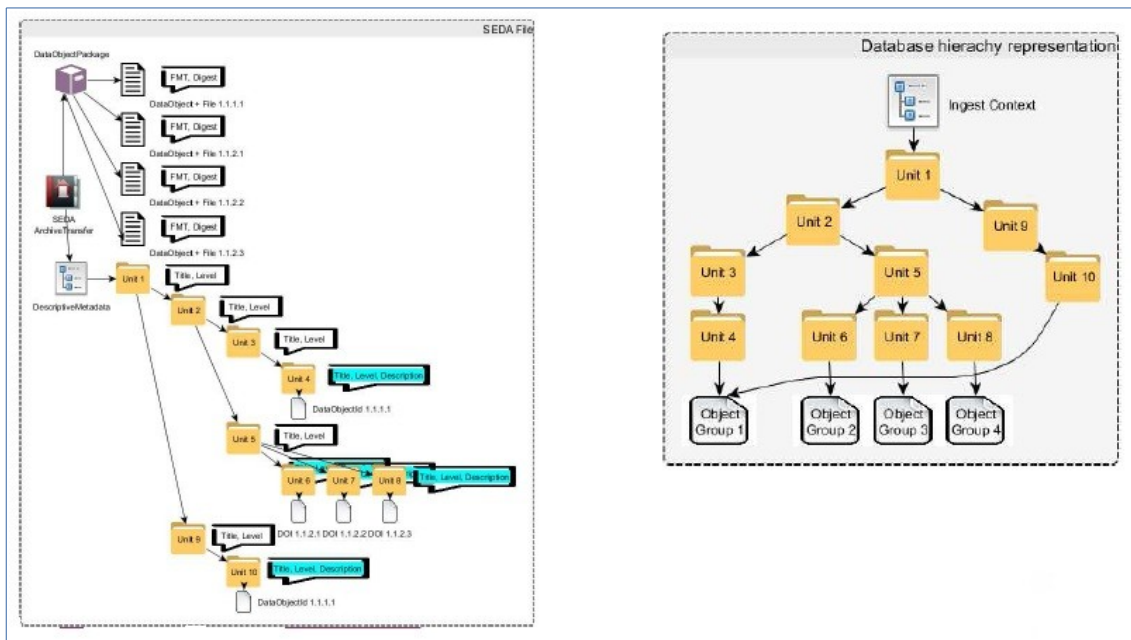 SEDA File
DataObjectPackage
FMT, Digest
DataObject + File 1.1.1.1
FMT, Digest
DataObject + File 1.1.2.1
FMT, Digest
DataObject + File 1.1.2.2
SEDA
ArchiveTransfer
FMT, Digest
DataObject + File 1.1.2.3
DescriptiveMetadata
Unit 1
Title, Level
Unit 2
Title, Level
Unit 3
Title, Level
Unit 4
Title, Level, Description
DataObjectId 1.1.1.1
Unit 5
Title, Level
Unit 6
Unit 7
Unit 8
Title, Level, Description
DOI 1.1.2.1
DOI 1.1.2.2
DOI 1.1.2.3
Unit 9
Title, Level
Unit 10
Title, Level, Description
DataObjectId 1.1.1.1
Database hierachy representation
Ingest Context
Unit 1
Unit 2
Unit 9
Unit 3
Unit 5
Unit 10
Unit 4
Unit 6
Unit 7
Unit 8
Object
Group 1
Object
Group 2
Object
Group 3
Object
Group 4